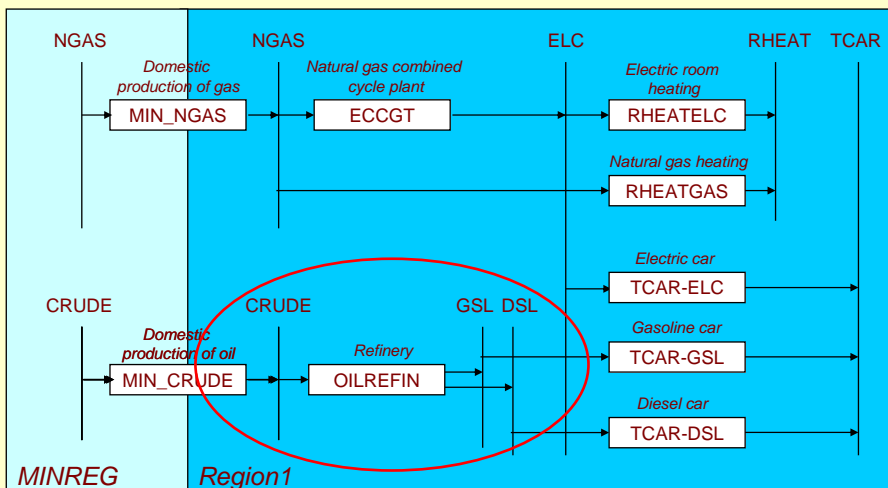 NGAS NGAS ELC RHEAT TCAR
Domestic
production of gas
Natural gas combined
cycle plant
Electric room
heating
MIN_NGAS
ECCGT
RHEATELC
Natural gas heating
RHEATGAS
Electric car
TCAR-ELC
CRUDE CRUDE GSL DSL
Domestic
production of oil
Refinery
Gasoline car
MIN_CRUDE
OILREFIN
TCAR-GSL
Diesel car
TCAR-DSL
MINREG Region1